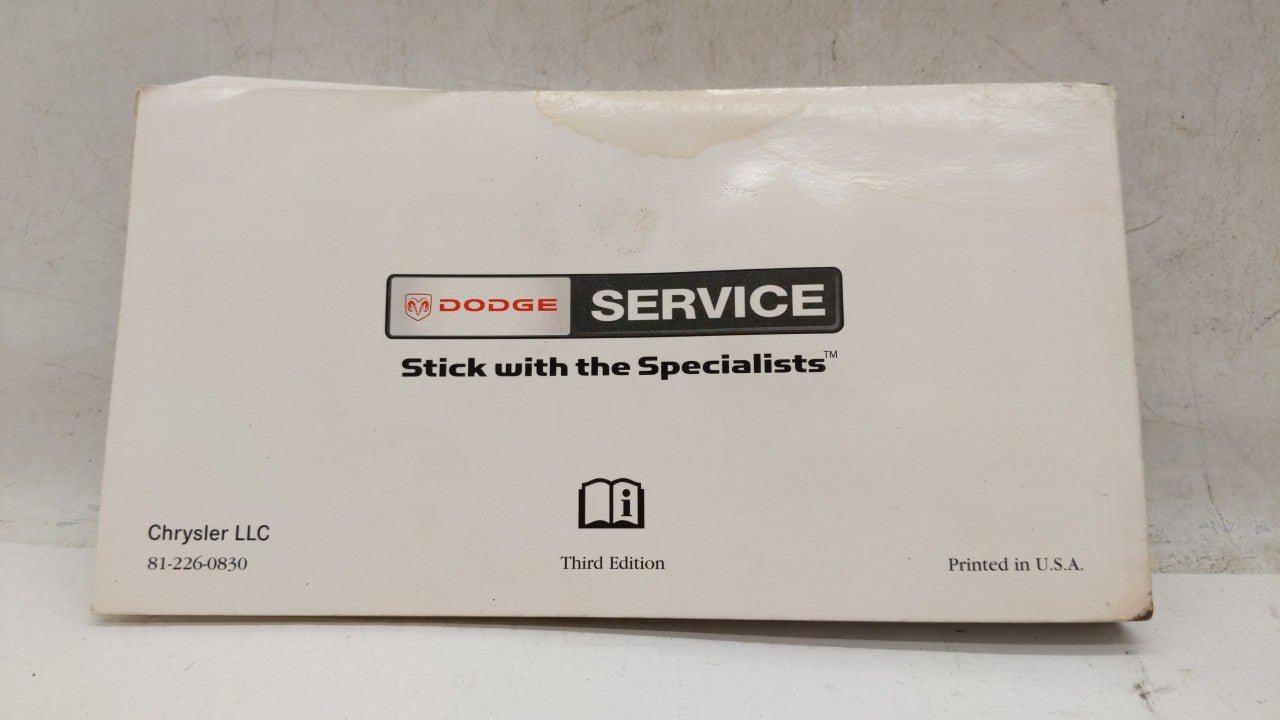 DODGE SERVICE
Stick with the Specialists™
i
Chrysler LLC
81-226-0830
Third Edition
Printed in U.S.A.